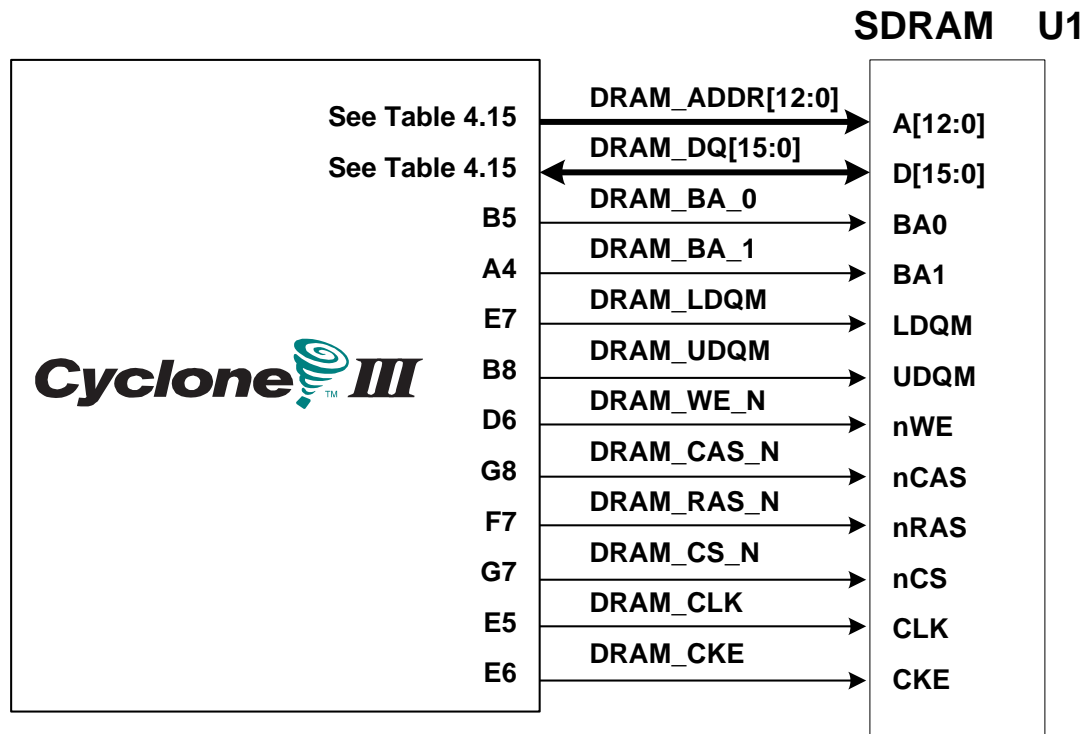 SDRAM U1
See Table 4.15 DRAM_ADDR[12:0] A[12:0]
See Table 4.15 DRAM_DQ[15:0] D[15:0]
B5 DRAM_BA_0 BA0
A4 DRAM_BA_1 BA1
E7 DRAM_LDQM LDQM
B8 DRAM_UDQM UDQM
Cyclone III TM
D6 DRAM_WE_N nWE
G8 DRAM_CAS_N nCAS
F7 DRAM_RAS_N nRAS
G7 DRAM_CS_N nCS
E5 DRAM_CLK CLK
E6 DRAM_CKE CKE